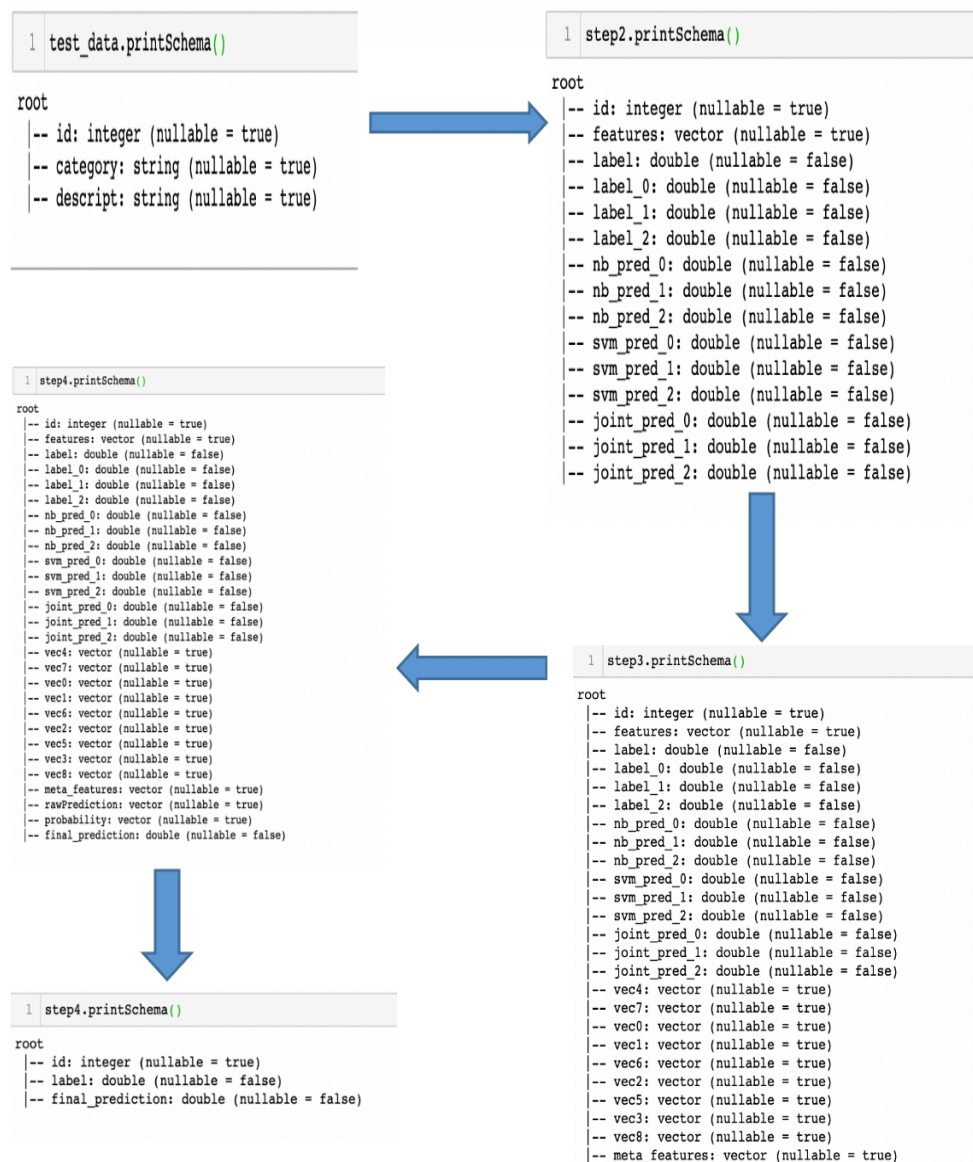 1 test_data.printSchema()
root
|-- id: integer (nullable = true)
|-- category: string (nullable = true)
|-- descript: string (nullable = true)
1 step2.printSchema()
root
|-- id: integer (nullable = true)
|-- features: vector (nullable = true)
|-- label: double (nullable = false)
|-- label_0: double (nullable = false)
|-- label_1: double (nullable = false)
|-- label_2: double (nullable = false)
|-- nb_pred_0: double (nullable = false)
|-- nb_pred_1: double (nullable = false)
|-- nb_pred_2: double (nullable = false)
|-- svm_pred_0: double (nullable = false)
|-- svm_pred_1: double (nullable = false)
|-- svm_pred_2: double (nullable = false)
|-- joint_pred_0: double (nullable = false)
|-- joint_pred_1: double (nullable = false)
|-- joint_pred_2: double (nullable = false)
1 step3.printSchema()
root
|-- id: integer (nullable = true)
|-- features: vector (nullable = true)
|-- label: double (nullable = false)
|-- label_0: double (nullable = false)
|-- label_1: double (nullable = false)
|-- label_2: double (nullable = false)
|-- nb_pred_0: double (nullable = false)
|-- nb_pred_1: double (nullable = false)
|-- nb_pred_2: double (nullable = false)
|-- svm_pred_0: double (nullable = false)
|-- svm_pred_1: double (nullable = false)
|-- svm_pred_2: double (nullable = false)
|-- joint_pred_0: double (nullable = false)
|-- joint_pred_1: double (nullable = false)
|-- joint_pred_2: double (nullable = false)
|-- vec4: vector (nullable = true)
|-- vec7: vector (nullable = true)
|-- vec0: vector (nullable = true)
|-- vec1: vector (nullable = true)
|-- vec6: vector (nullable = true)
|-- vec2: vector (nullable = true)
|-- vec5: vector (nullable = true)
|-- vec3: vector (nullable = true)
|-- vec8: vector (nullable = true)
|-- meta_features: vector (nullable = true)
1 step4.printSchema()
root
|-- id: integer (nullable = true)
|-- features: vector (nullable = true)
|-- label: double (nullable = false)
|-- label_0: double (nullable = false)
|-- label_1: double (nullable = false)
|-- label_2: double (nullable = false)
|-- nb_pred_0: double (nullable = false)
|-- nb_pred_1: double (nullable = false)
|-- nb_pred_2: double (nullable = false)
|-- svm_pred_0: double (nullable = false)
|-- svm_pred_1: double (nullable = false)
|-- svm_pred_2: double (nullable = false)
|-- joint_pred_0: double (nullable = false)
|-- joint_pred_1: double (nullable = false)
|-- joint_pred_2: double (nullable = false)
|-- vec4: vector (nullable = true)
|-- vec7: vector (nullable = true)
|-- vec0: vector (nullable = true)
|-- vec1: vector (nullable = true)
|-- vec6: vector (nullable = true)
|-- vec2: vector (nullable = true)
|-- vec5: vector (nullable = true)
|-- vec3: vector (nullable = true)
|-- vec8: vector (nullable = true)
|-- meta_features: vector (nullable = true)
|-- rawPrediction: vector (nullable = true)
|-- probability: vector (nullable = true)
|-- final_prediction: double (nullable = false)
1 step4.printSchema()
root
|-- id: integer (nullable = true)
|-- label: double (nullable = false)
|-- final_prediction: double (nullable = false)